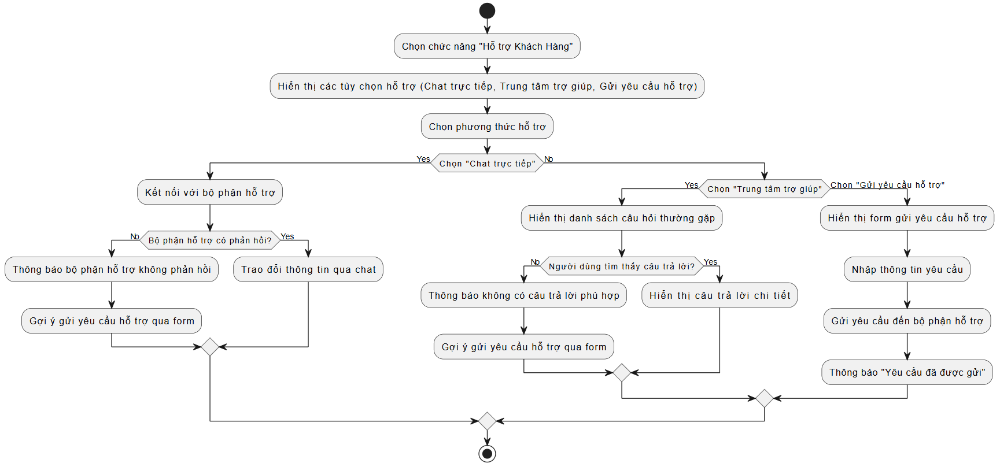 Chọn chức năng "Hỗ trợ Khách Hàng"
Hiển thị các tùy chọn hỗ trợ (Chat trực tiếp, Trung tâm trợ giúp, Gửi yêu cầu hỗ trợ)
Chọn phương thức hỗ trợ
Yes
Chọn "Chat trực tiếp"
No
Kết nối với bộ phận hỗ trợ
No
Bộ phận hỗ trợ có phản hồi?
Yes
Thông báo bộ phận hỗ trợ không phản hồi
Trao đổi thông tin qua chat
Gợi ý gửi yêu cầu hỗ trợ qua form
Yes
Chọn "Trung tâm trợ giúp"
Chọn "Gửi yêu cầu hỗ trợ"
Hiển thị danh sách câu hỏi thường gặp
No
Người dùng tìm thấy câu trả lời?
Yes
Thông báo không có câu trả lời phù hợp
Hiển thị câu trả lời chi tiết
Gợi ý gửi yêu cầu hỗ trợ qua form
Hiển thị form gửi yêu cầu hỗ trợ
Nhập thông tin yêu cầu
Gửi yêu cầu đến bộ phận hỗ trợ
Thông báo "Yêu cầu đã được gửi"